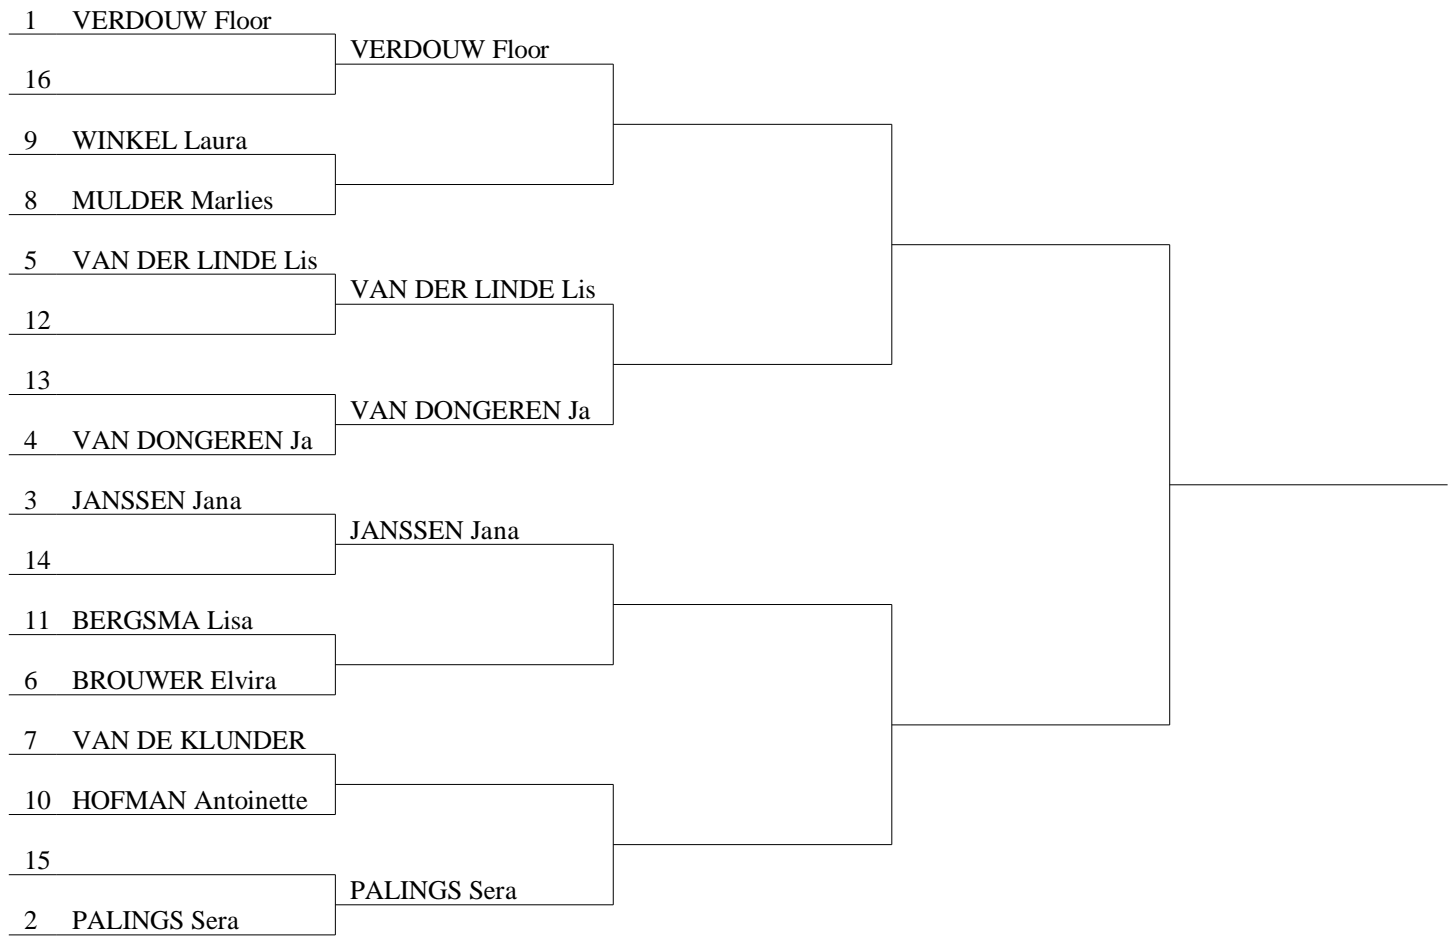 1 VERDOUW Floor
VERDOUW Floor
16
9 WINKEL Laura
8 MULDER Marlies
5 VAN DER LINDE Lis
VAN DER LINDE Lis
12
13
VAN DONGEREN Ja
4 VAN DONGEREN Ja
3 JANSSEN Jana
JANSSEN Jana
14
11 BERGSMA Lisa
6 BROUWER Elvira
7 VAN DE KLUNDER
10 HOFMAN Antoinette
15
PALINGS Sera
2 PALINGS Sera